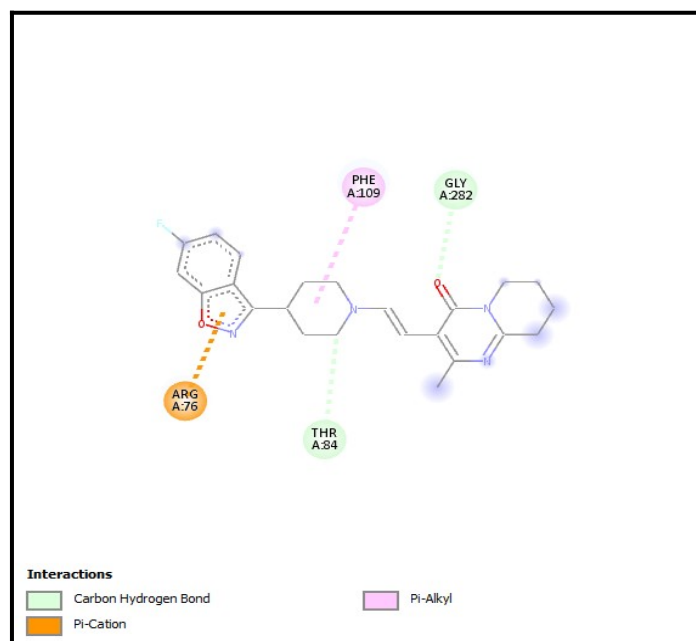 PHE
A:109
GLY
A:282
F
O
N
O
N
O
N
N
ARG
A:76
THR
A:84
Interactions
Carbon Hydrogen Bond
Pi-Alkyl
Pi-Cation